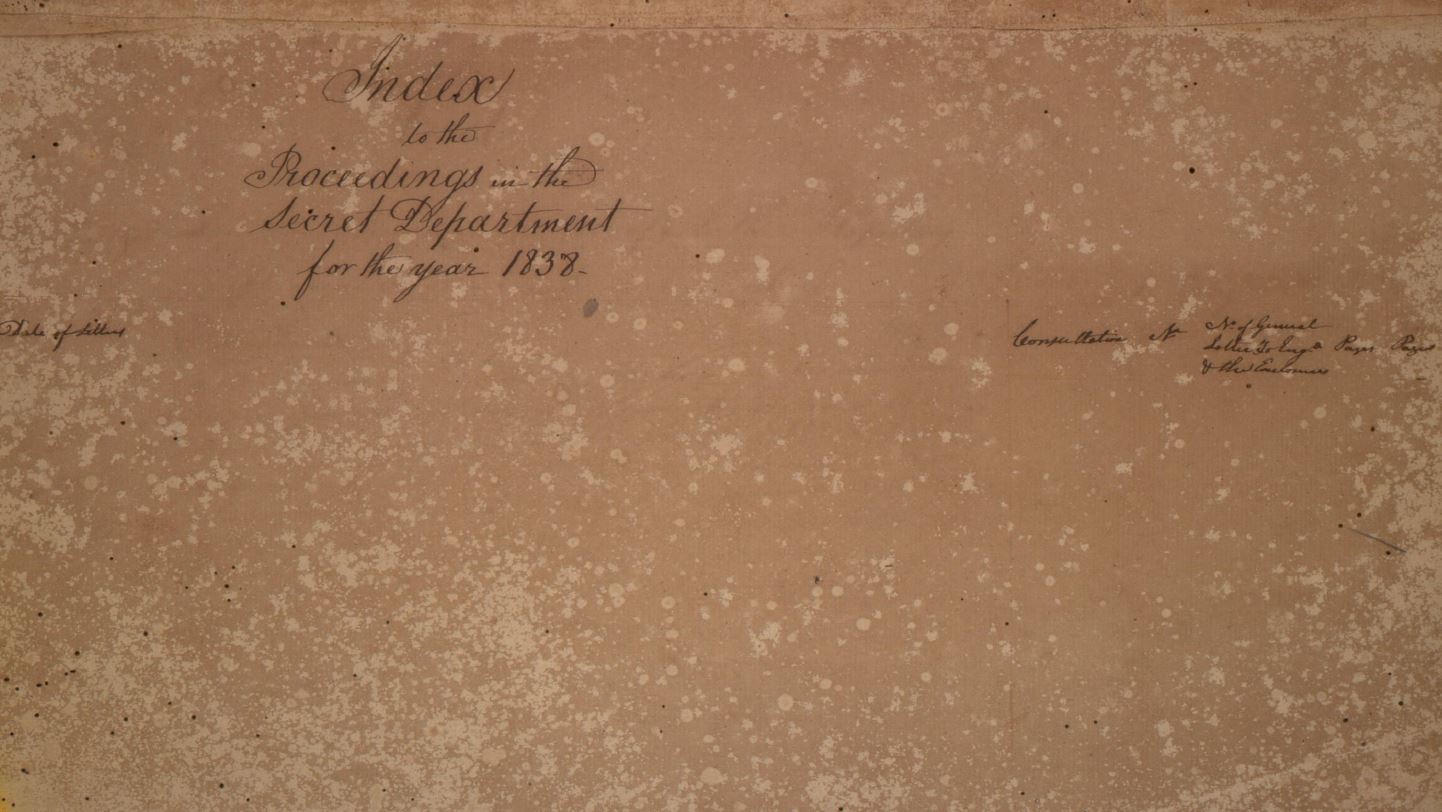 Index
to the
Proceedings in the
Secret Department
for the year 1838-
Date of Letters
Consultation No
No of General
Letter To Engd Pages Pages
& the Enclosures